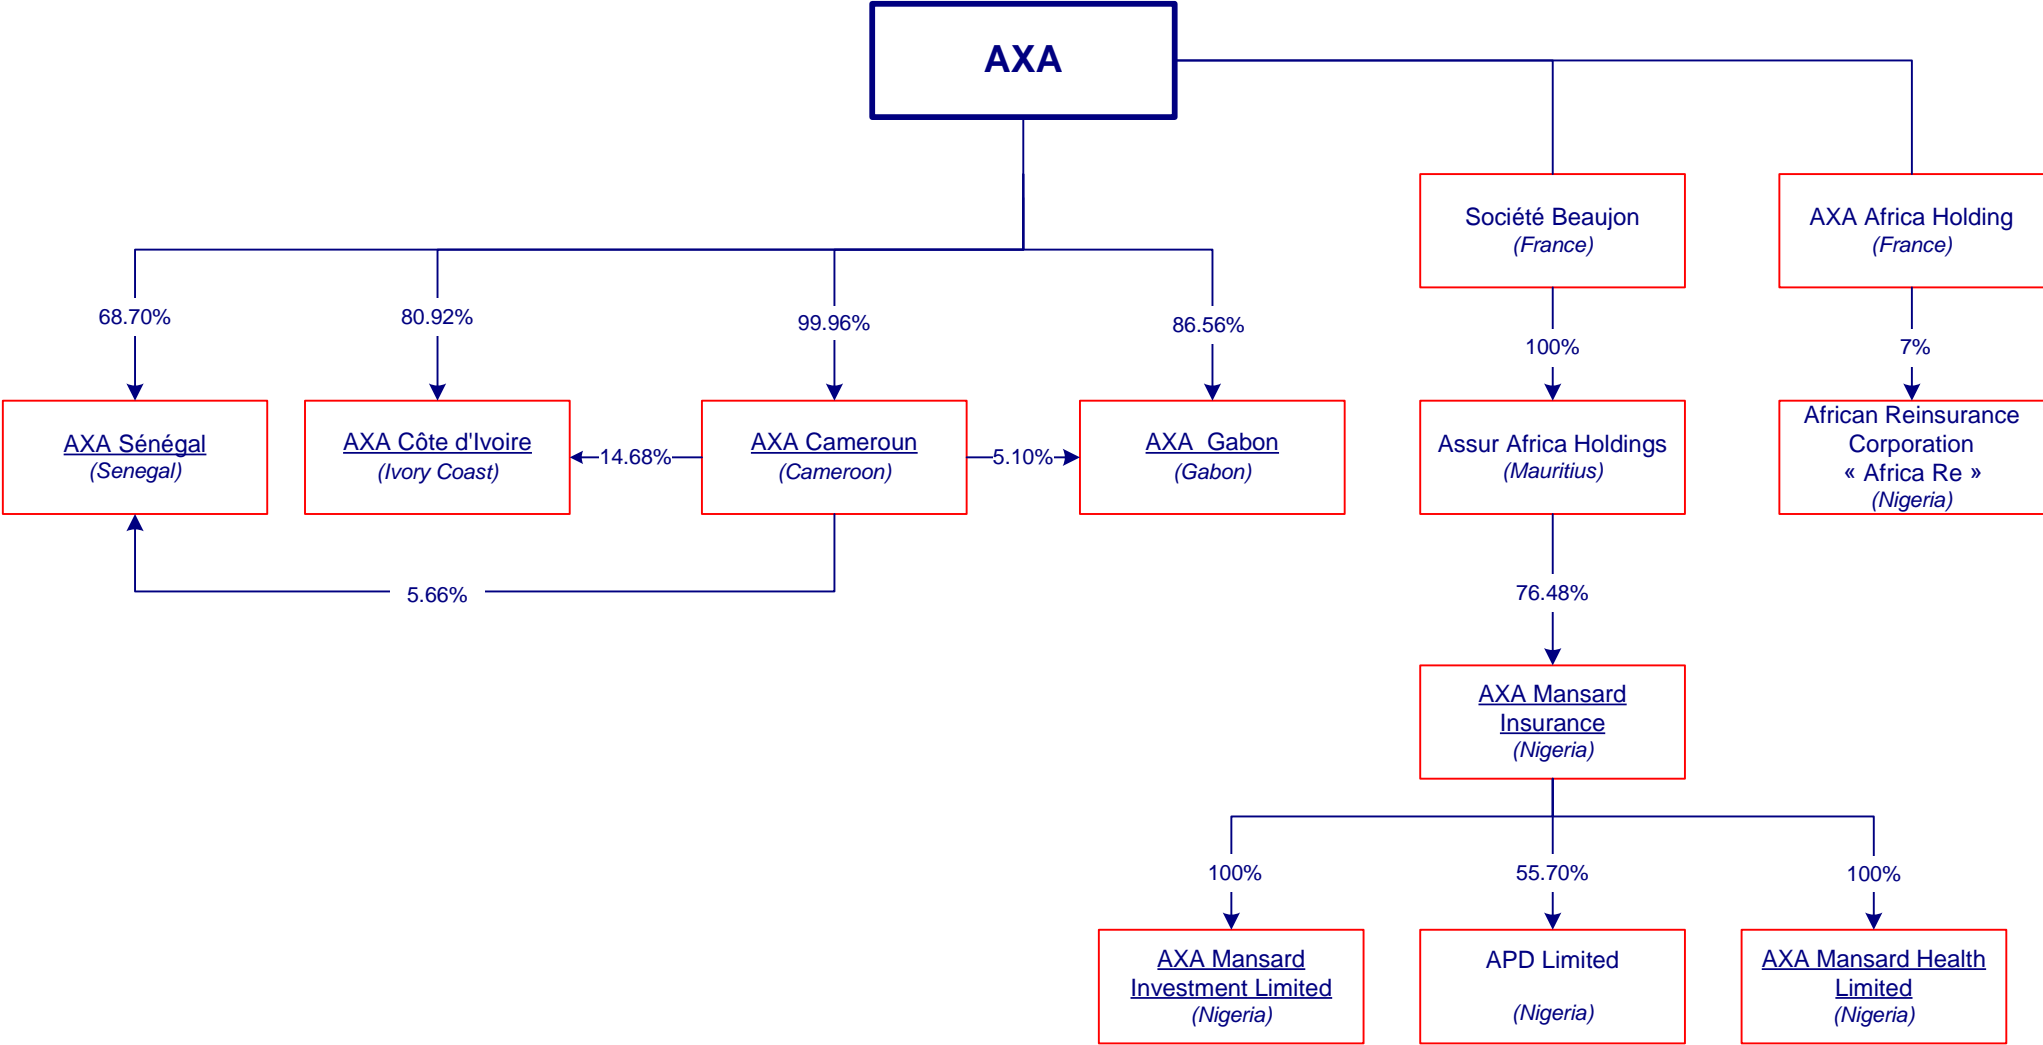 AXA
Société Beaujon
(France)
AXA Africa Holding
(France)
68.70%
80.92%
99.96%
86.56%
100%
7%
AXA Sénégal
(Senegal)
AXA Côte d'Ivoire
(Ivory Coast)
14.68%
AXA Cameroun
(Cameroon)
5.10%
AXA Gabon
(Gabon)
Assur Africa Holdings
(Mauritius)
African Reinsurance
Corporation
« Africa Re »
(Nigeria)
5.66%
76.48%
AXA Mansard
Insurance
(Nigeria)
100%
55.70%
100%
AXA Mansard
Investment Limited
(Nigeria)
APD Limited
(Nigeria)
AXA Mansard Health
Limited
(Nigeria)